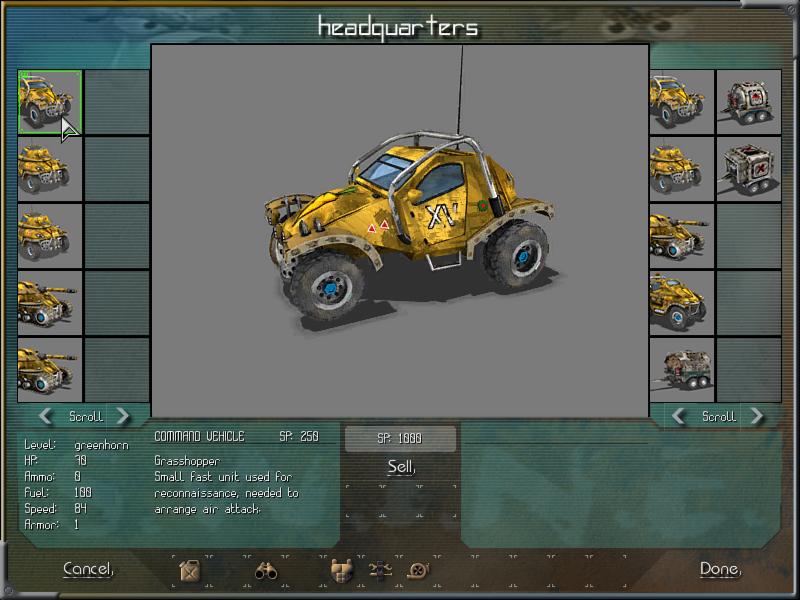 headquarters
XV
Scroll
Scroll
Level: greenhorn
HP: 70
Ammo: 0
Fuel: 100
Speed: 84
Armor: 1
COMMAND VEHICLE SP: 250
Grasshopper
Small fast unit used for
reconnaissance, needed to
arrange air attack.
SP: 1000
Sell
Cancel
Done